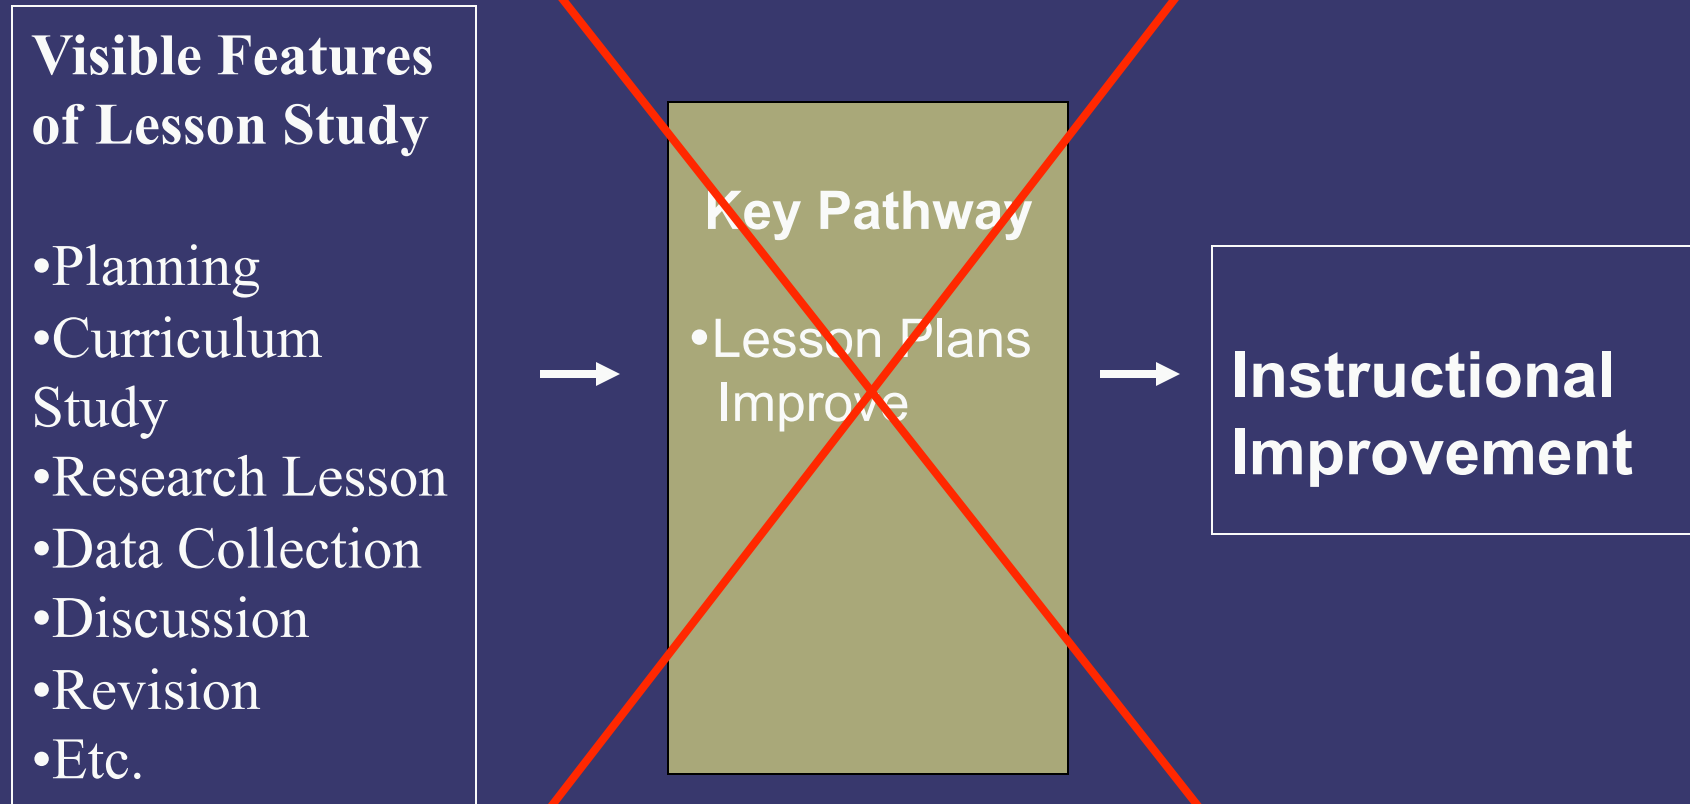 Visible Features
of Lesson Study
•Planning
•Curriculum
Study
•Research Lesson
•Data Collection
•Discussion
•Revision
•Etc.
Key Pathway
•Lesson Plans
Improve
Instructional
Improvement